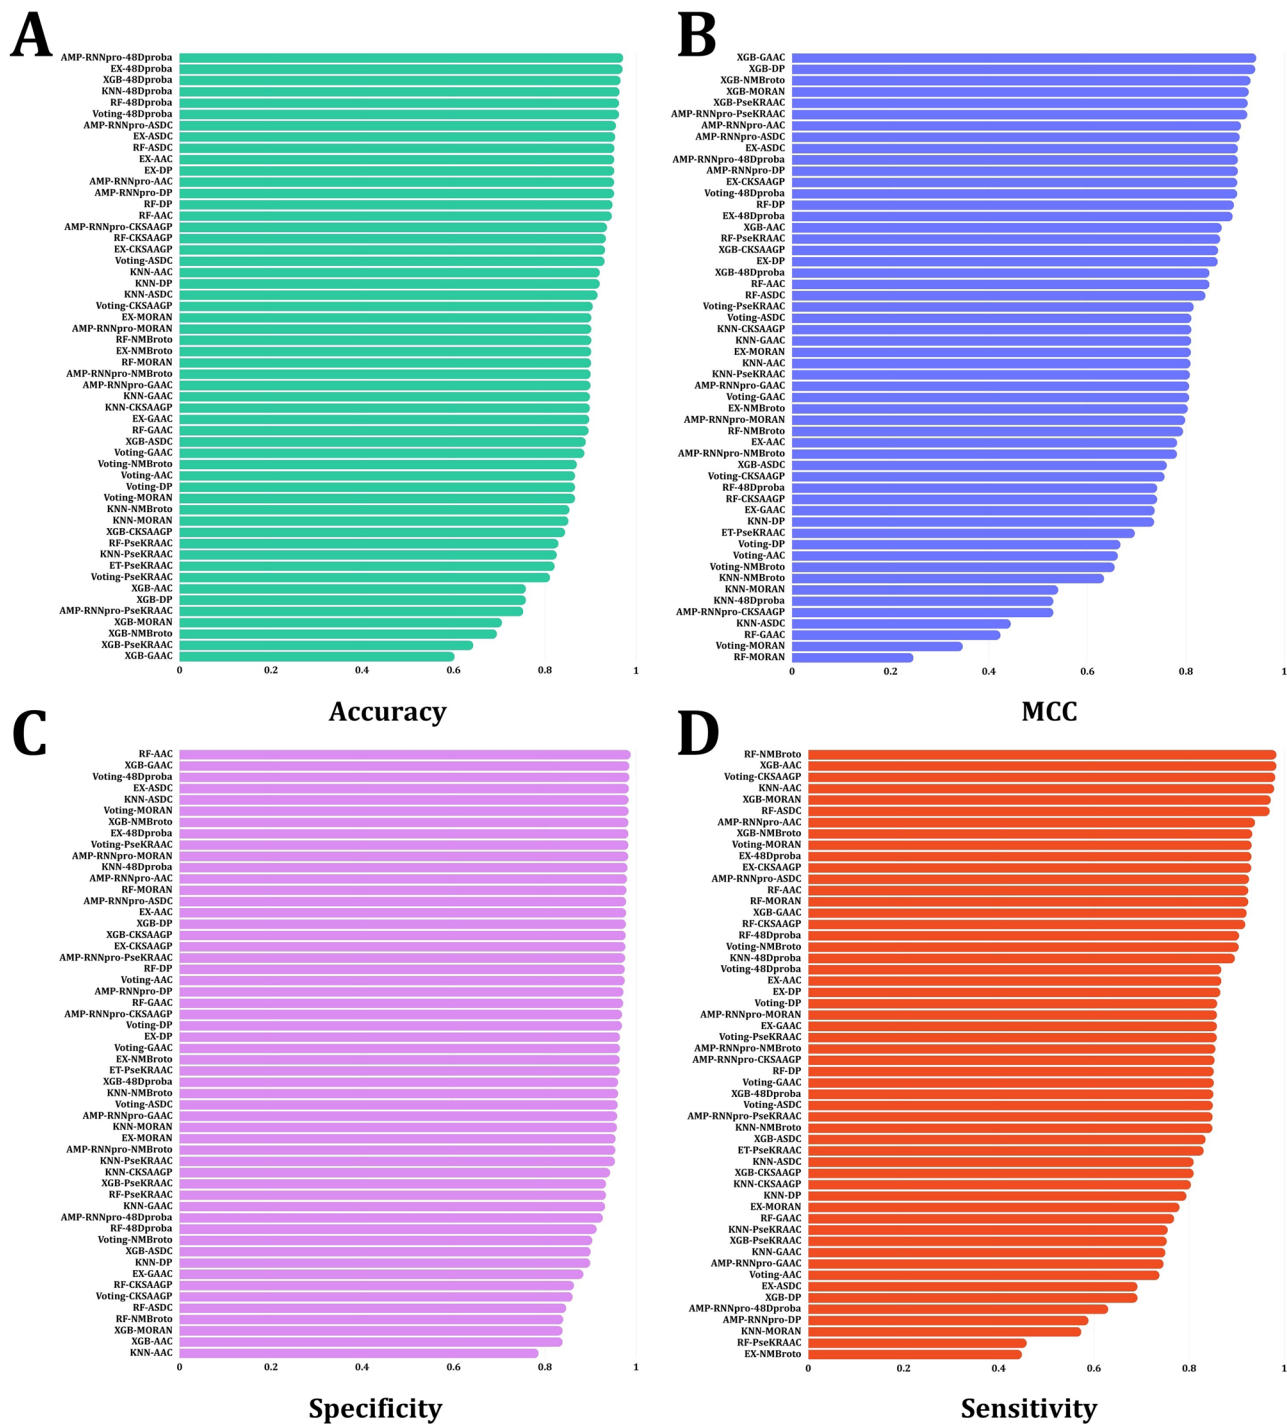 A
AMP-RNNpro-48Dproba
EX-48Dproba
XGB-48Dproba
KNN-48Dproba
RF-48Dproba
Voting-48Dproba
AMP-RNNpro-ASDC
EX-ASDC
RF-ASDC
EX-AAC
EX-DP
AMP-RNNpro-AAC
AMP-RNNpro-DP
RF-DP
RF-AAC
AMP-RNNpro-CKSAAGP
RF-CKSAAGP
EX-CKSAAGP
Voting-ASDC
KNN-AAC
KNN-DP
KNN-ASDC
Voting-CKSAAGP
EX-MORAN
AMP-RNNpro-MORAN
RF-NMBroto
EX-NMBroto
RF-MORAN
AMP-RNNpro-NMBroto
AMP-RNNpro-GAAC
KNN-GAAC
KNN-CKSAAGP
EX-GAAC
RF-GAAC
XGB-ASDC
Voting-GAAC
Voting-NMBroto
Voting-AAC
Voting-DP
Voting-MORAN
KNN-NMBroto
KNN-MORAN
XGB-CKSAAGP
RF-PseKRAAC
KNN-PseKRAAC
ET-PseKRAAC
Voting-PseKRAAC
XGB-AAC
XGB-DP
AMP-RNNpro-PseKRAAC
XGB-MORAN
XGB-NMBroto
XGB-PseKRAAC
XGB-GAAC
0 0.2 0.4 0.6 0.8 1
Accuracy
B
XGB-GAAC
XGB-DP
XGB-NMBroto
XGB-MORAN
XGB-PseKRAAC
AMP-RNNpro-PseKRAAC
AMP-RNNpro-AAC
AMP-RNNpro-ASDC
EX-ASDC
AMP-RNNpro-48Dproba
AMP-RNNpro-DP
EX-CKSAAGP
Voting-48Dproba
RF-DP
EX-48Dproba
XGB-AAC
RF-PseKRAAC
XGB-CKSAAGP
EX-DP
XGB-48Dproba
RF-AAC
RF-ASDC
Voting-PseKRAAC
Voting-ASDC
KNN-CKSAAGP
KNN-GAAC
EX-MORAN
KNN-AAC
KNN-PseKRAAC
AMP-RNNpro-GAAC
Voting-GAAC
EX-NMBroto
AMP-RNNpro-MORAN
RF-NMBroto
EX-AAC
AMP-RNNpro-NMBroto
XGB-ASDC
Voting-CKSAAGP
RF-48Dproba
RF-CKSAAGP
EX-GAAC
KNN-DP
ET-PseKRAAC
Voting-DP
Voting-AAC
Voting-NMBroto
KNN-NMBroto
KNN-MORAN
KNN-48Dproba
AMP-RNNpro-CKSAAGP
KNN-ASDC
RF-GAAC
Voting-MORAN
RF-MORAN
0 0.2 0.4 0.6 0.8 1
MCC
C
RF-AAC
XGB-GAAC
Voting-48Dproba
EX-ASDC
KNN-ASDC
Voting-MORAN
XGB-NMBroto
EX-48Dproba
Voting-PseKRAAC
AMP-RNNpro-MORAN
KNN-48Dproba
AMP-RNNpro-AAC
RF-MORAN
AMP-RNNpro-ASDC
EX-AAC
XGB-DP
XGB-CKSAAGP
EX-CKSAAGP
AMP-RNNpro-PseKRAAC
RF-DP
Voting-AAC
AMP-RNNpro-DP
RF-GAAC
AMP-RNNpro-CKSAAGP
Voting-DP
EX-DP
Voting-GAAC
EX-NMBroto
ET-PseKRAAC
XGB-48Dproba
KNN-NMBroto
Voting-ASDC
AMP-RNNpro-GAAC
KNN-MORAN
EX-MORAN
AMP-RNNpro-NMBroto
KNN-PseKRAAC
KNN-CKSAAGP
XGB-PseKRAAC
RF-PseKRAAC
KNN-GAAC
AMP-RNNpro-48Dproba
RF-48Dproba
Voting-NMBroto
XGB-ASDC
KNN-DP
EX-GAAC
RF-CKSAAGP
Voting-CKSAAGP
RF-ASDC
RF-NMBroto
XGB-MORAN
XGB-AAC
KNN-AAC
0 0.2 0.4 0.6 0.8 1
Specificity
D
RF-NMBroto
XGB-AAC
Voting-CKSAAGP
KNN-AAC
XGB-MORAN
RF-ASDC
AMP-RNNpro-AAC
XGB-NMBroto
Voting-MORAN
EX-48Dproba
EX-CKSAAGP
AMP-RNNpro-ASDC
RF-AAC
RF-MORAN
XGB-GAAC
RF-CKSAAGP
RF-48Dproba
Voting-NMBroto
KNN-48Dproba
Voting-48Dproba
EX-AAC
EX-DP
Voting-DP
AMP-RNNpro-MORAN
EX-GAAC
Voting-PseKRAAC
AMP-RNNpro-NMBroto
AMP-RNNpro-CKSAAGP
RF-DP
Voting-GAAC
XGB-48Dproba
Voting-ASDC
AMP-RNNpro-PseKRAAC
KNN-NMBroto
XGB-ASDC
ET-PseKRAAC
KNN-ASDC
XGB-CKSAAGP
KNN-CKSAAGP
KNN-DP
EX-MORAN
RF-GAAC
KNN-PseKRAAC
XGB-PseKRAAC
KNN-GAAC
AMP-RNNpro-GAAC
Voting-AAC
EX-ASDC
XGB-DP
AMP-RNNpro-48Dproba
AMP-RNNpro-DP
KNN-MORAN
RF-PseKRAAC
EX-NMBroto
0 0.2 0.4 0.6 0.8 1
Sensitivity